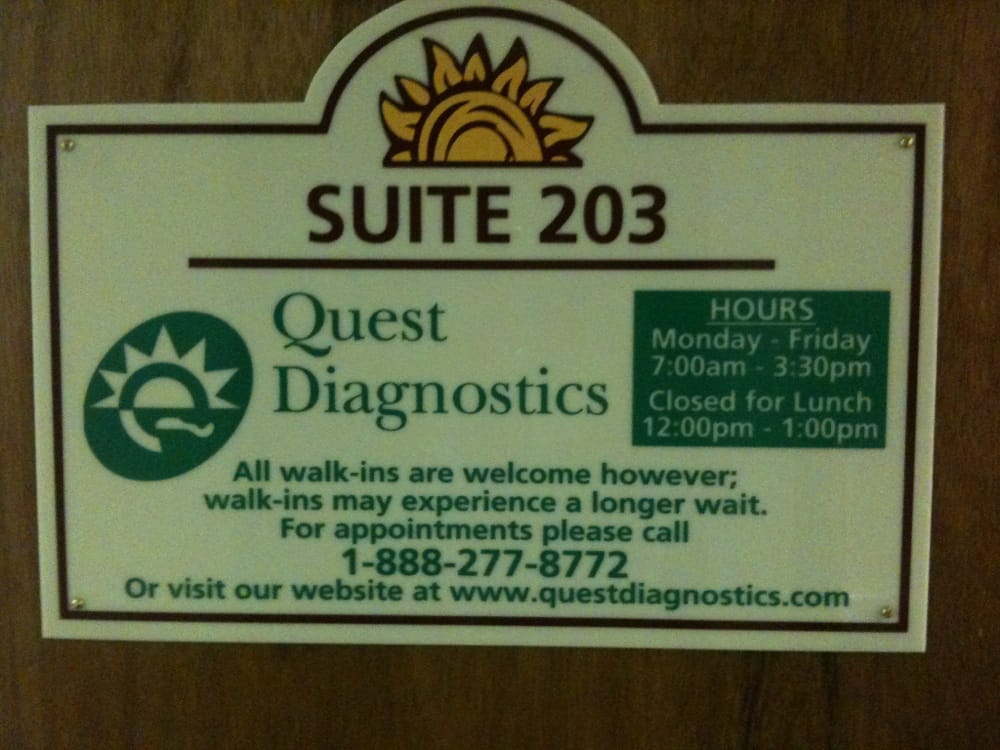 SUITE 203
Quest
Diagnostics
HOURS
Monday - Friday
7:00am - 3:30pm
Closed for Lunch
12:00pm - 1:00pm
All walk-ins are welcome however;
walk-ins may experience a longer wait.
For appointments please call
1-888-277-8772
Or visit our website at www.questdiagnostics.com